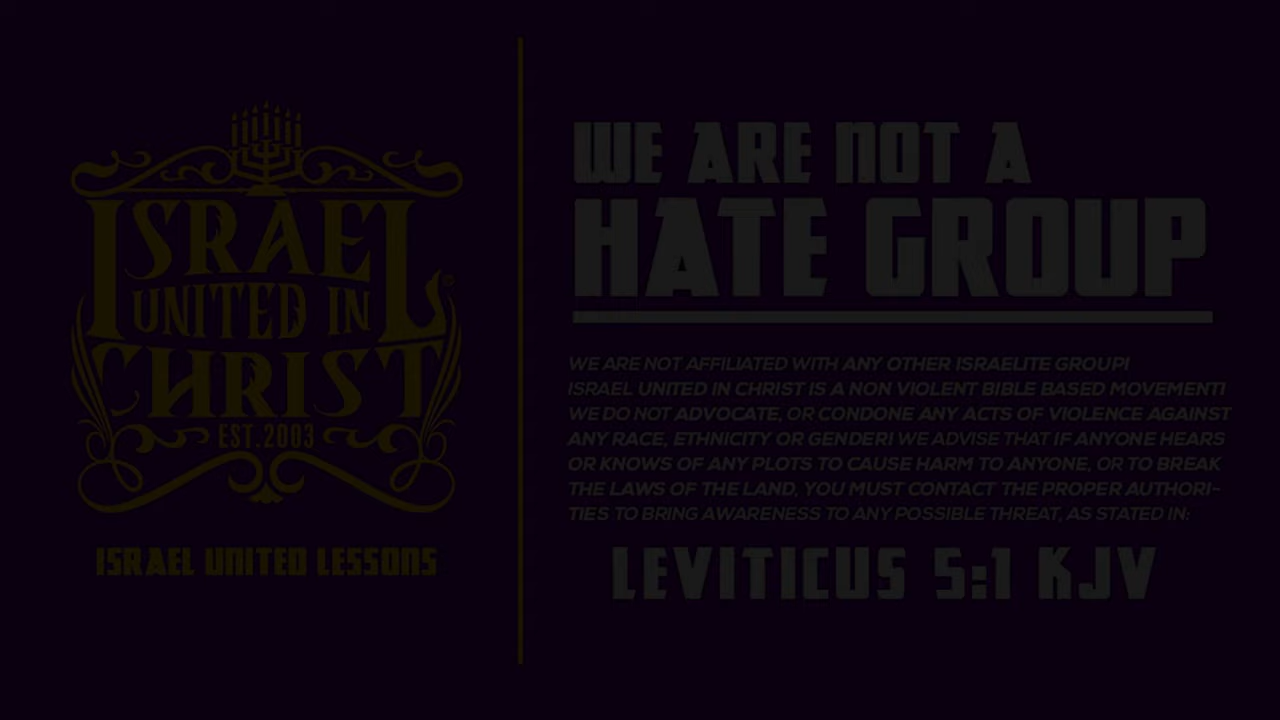 ISRAEL
UNITED IN
CHRIST
EST.2003
ISRAEL UNITED LESSONS
WE ARE NOT A
HATE GROUP
WE ARE NOT AFFILIATED WITH ANY OTHER ISRAELITE GROUP!
ISRAEL UNITED IN CHRIST IS A NON VIOLENT BIBLE BASED MOVEMENT!
WE DO NOT ADVOCATE, OR CONDONE ANY ACTS OF VIOLENCE AGAINST
ANY RACE, ETHNICITY OR GENDER! WE ADVISE THAT IF ANYONE HEARS
OR KNOWS OF ANY PLOTS TO CAUSE HARM TO ANYONE, OR TO BREAK
THE LAWS OF THE LAND, YOU MUST CONTACT THE PROPER AUTHORI-
TIES TO BRING AWARENESS TO ANY POSSIBLE THREAT, AS STATED IN:
LEVITICUS 5:1 KJV